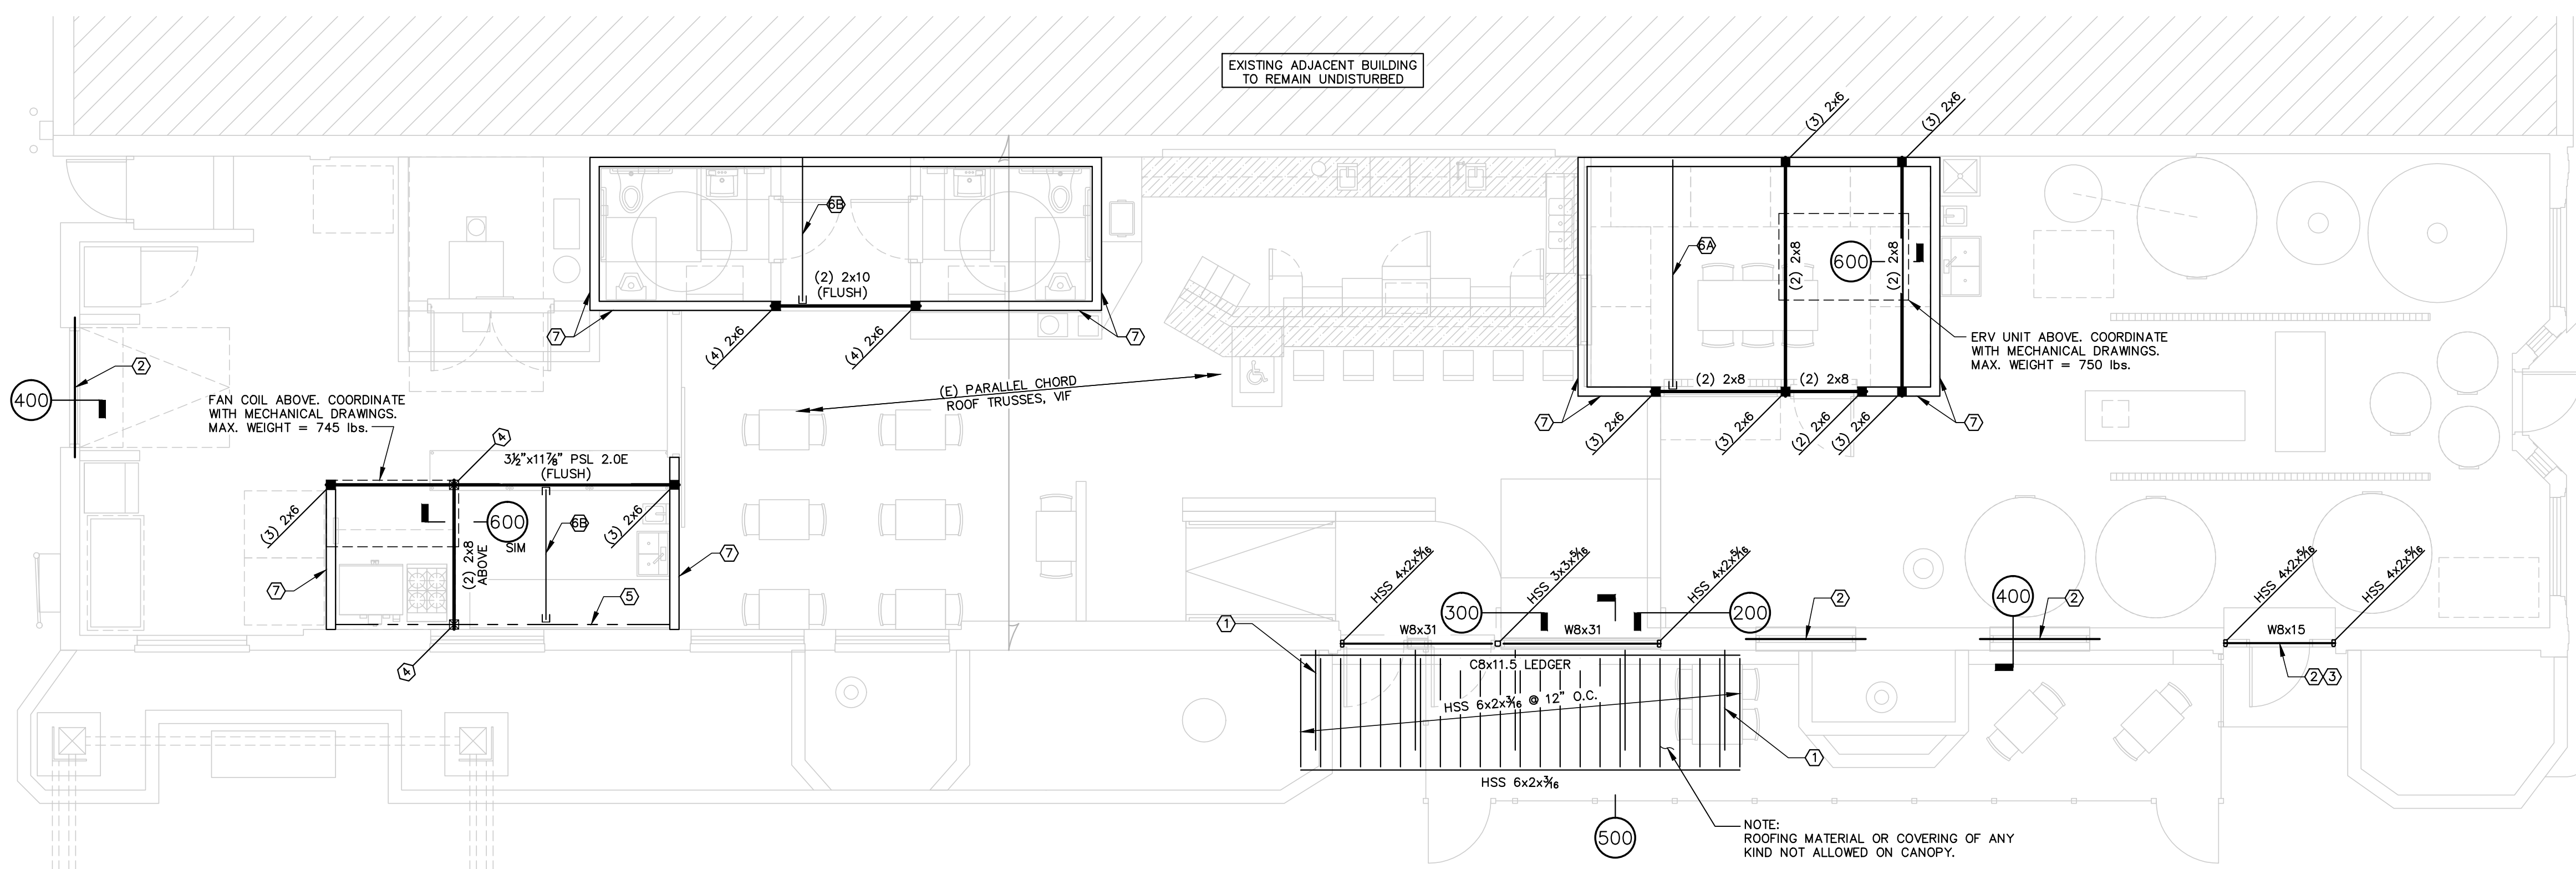 EXISTING ADJACENT BUILDING
TO REMAIN UNDISTURBED
(3) 2x6
(3) 2x6
6B
(2) 2x10
(FLUSH)
7
7
(4) 2x6
(4) 2x6
6A
(2) 2x8
600
(2) 2x8
ERV UNIT ABOVE. COORDINATE
WITH MECHANICAL DRAWINGS.
MAX. WEIGHT = 750 lbs.
(2) 2x8
(2) 2x8
7
7
(3) 2x6
(3) 2x6
(2) 2x6
(3) 2x6
2
400
(E) PARALLEL CHORD
ROOF TRUSSES, VIF
FAN COIL ABOVE. COORDINATE
WITH MECHANICAL DRAWINGS.
MAX. WEIGHT = 745 lbs.
4
3½"x11⅞" PSL 2.0E
(FLUSH)
(3) 2x6
600
SIM
6B
(3) 2x6
(2) 2x8
ABOVE
7
7
5
4
HSS 4x2x5⁄16
HSS 3x3x5⁄16
HSS 4x2x5⁄16
HSS 4x2x5⁄16
HSS 4x2x5⁄16
1
300
200
2
400
2
W8x31
W8x31
W8x15
C8x11.5 LEDGER
2
3
HSS 6x2x3⁄16 @ 12" O.C.
1
HSS 6x2x3⁄16
500
NOTE:
ROOFING MATERIAL OR COVERING OF ANY
KIND NOT ALLOWED ON CANOPY.